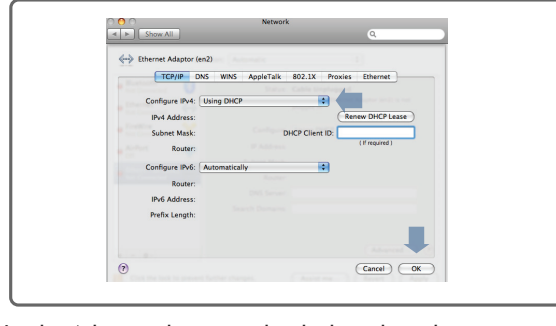 Network
Show All
Ethernet Adaptor (en2)
TCP/IP DNS WINS AppleTalk 802.1X Proxies Ethernet
Configure IPv4: Using DHCP
IPv4 Address: Renew DHCP Lease
Subnet Mask: DHCP Client ID:
Router: ( If required )
Configure IPv6: Automatically
Router:
IPv6 Address:
Prefix Length:
? Cancel OK